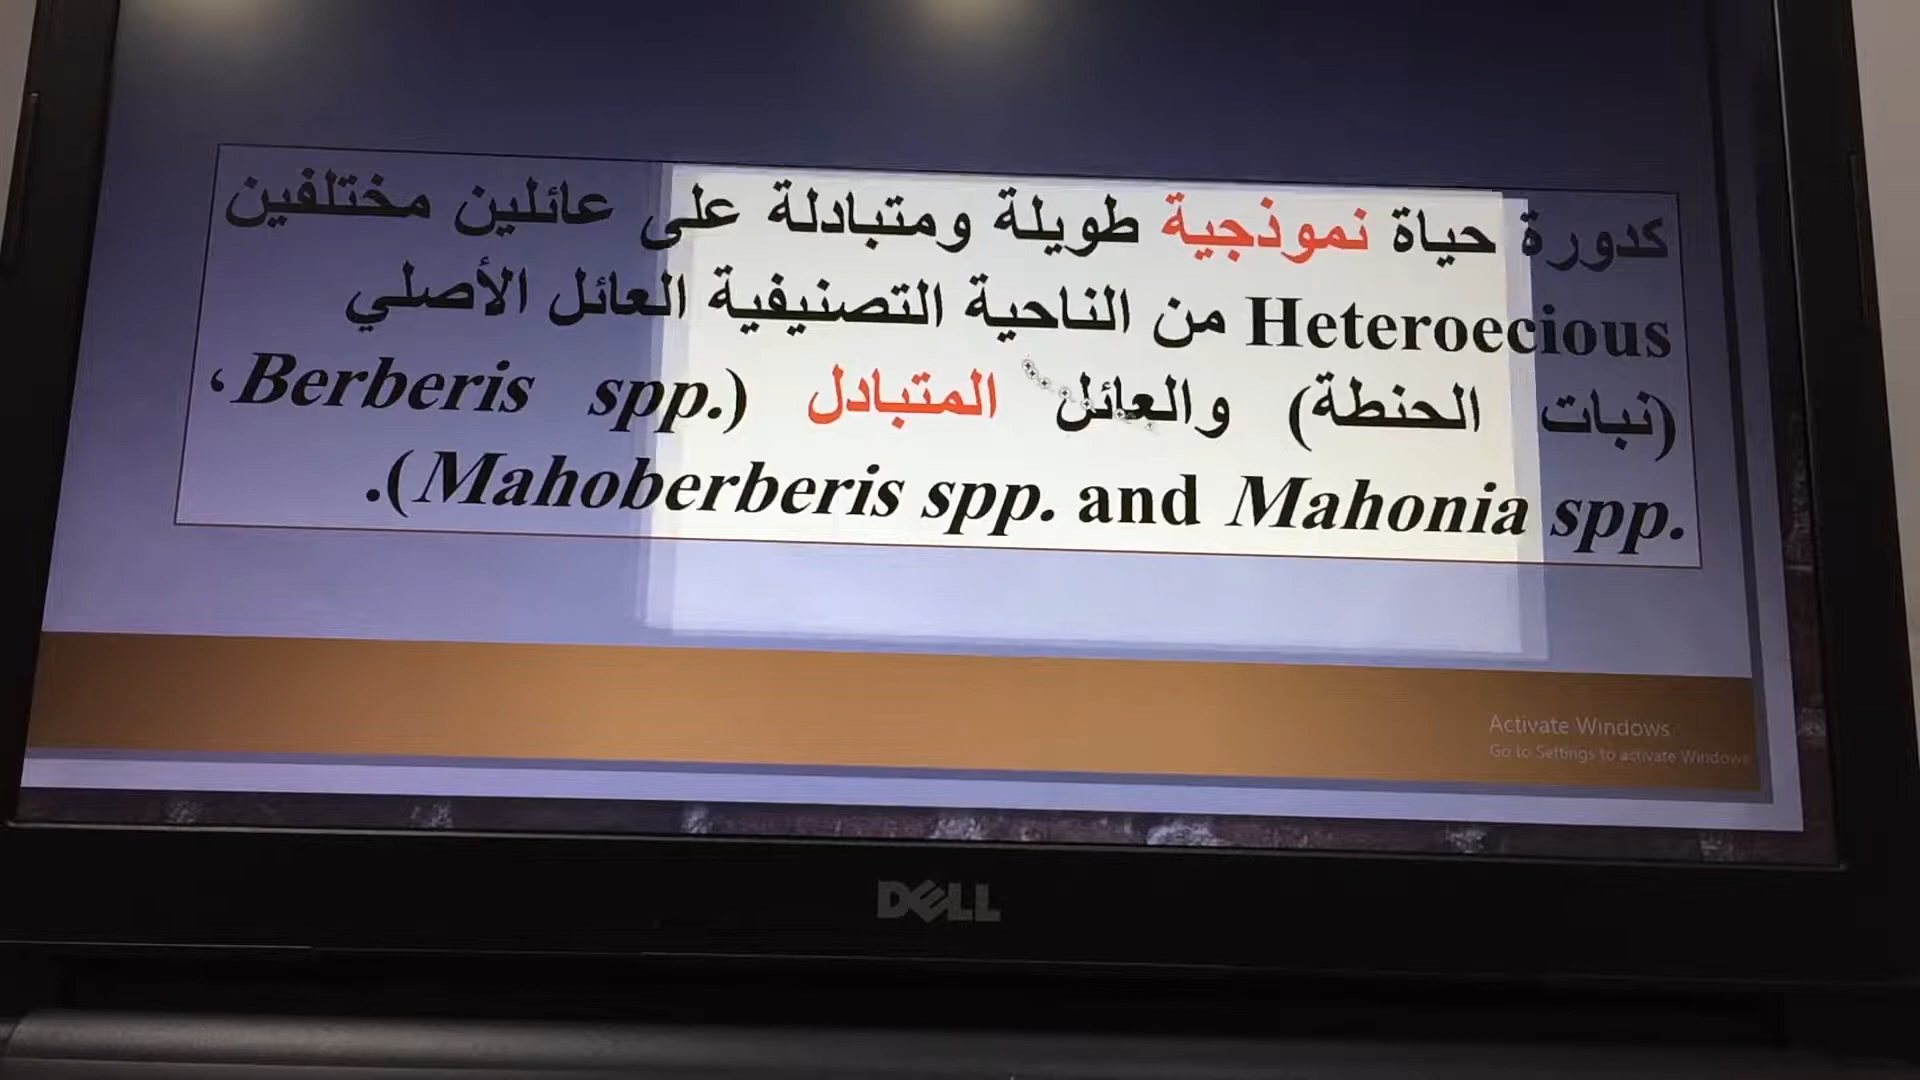 كدورة حياة نموذجية طويلة ومتبادلة على عائلين مختلفين
Heteroecious من الناحية التصنيفية العائل الأصلي
(نبات الحنطة) والعائل المتبادل (Berberis spp. ،
Mahoberberis spp. and Mahonia spp.).
Activate Windows
Go to Settings to activate Windows
DELL